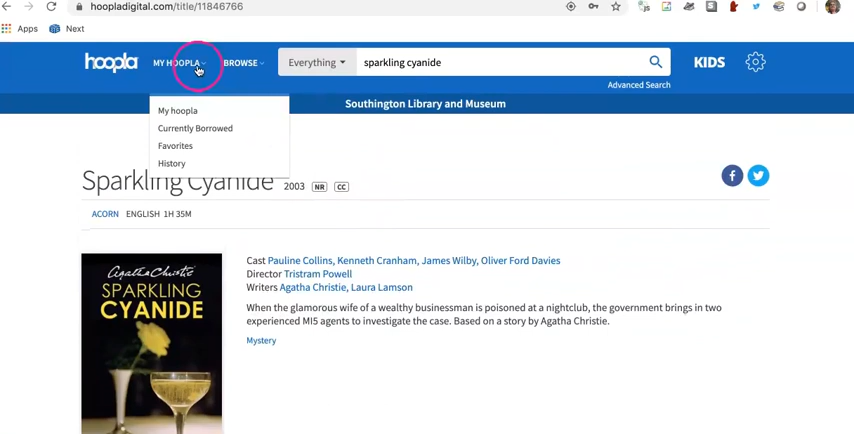 hoopladigital.com/title/11846766
Apps Next
hoopla MY HOOPLA BROWSE Everything sparkling cyanide KIDS
Advanced Search
Southington Library and Museum
My hoopla
Currently Borrowed
Favorites
History
Sparkling Cyanide 2003 NR CC
ACORN ENGLISH 1H 35M
Cast Pauline Collins, Kenneth Cranham, James Wilby, Oliver Ford Davies
Director Tristram Powell
Writers Agatha Christie, Laura Lamson
When the glamorous wife of a wealthy businessman is poisoned at a nightclub, the government brings in two
experienced MI5 agents to investigate the case. Based on a story by Agatha Christie.
Mystery
Agatha Christie
SPARKLING
CYANIDE